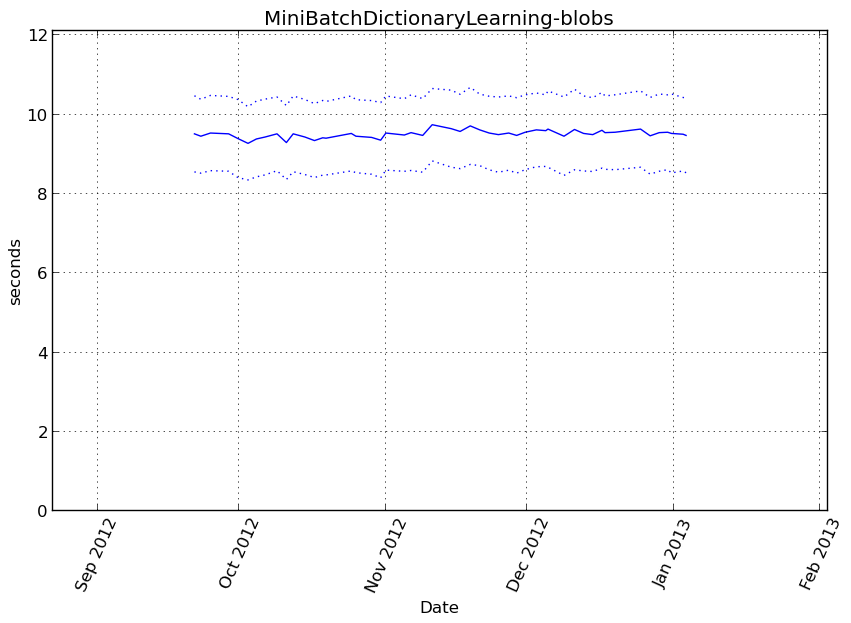 MiniBatchDictionaryLearning-blobs
12
10
8
6
4
2
0
seconds
Sep 2012
Oct 2012
Nov 2012
Dec 2012
Jan 2013
Feb 2013
Date